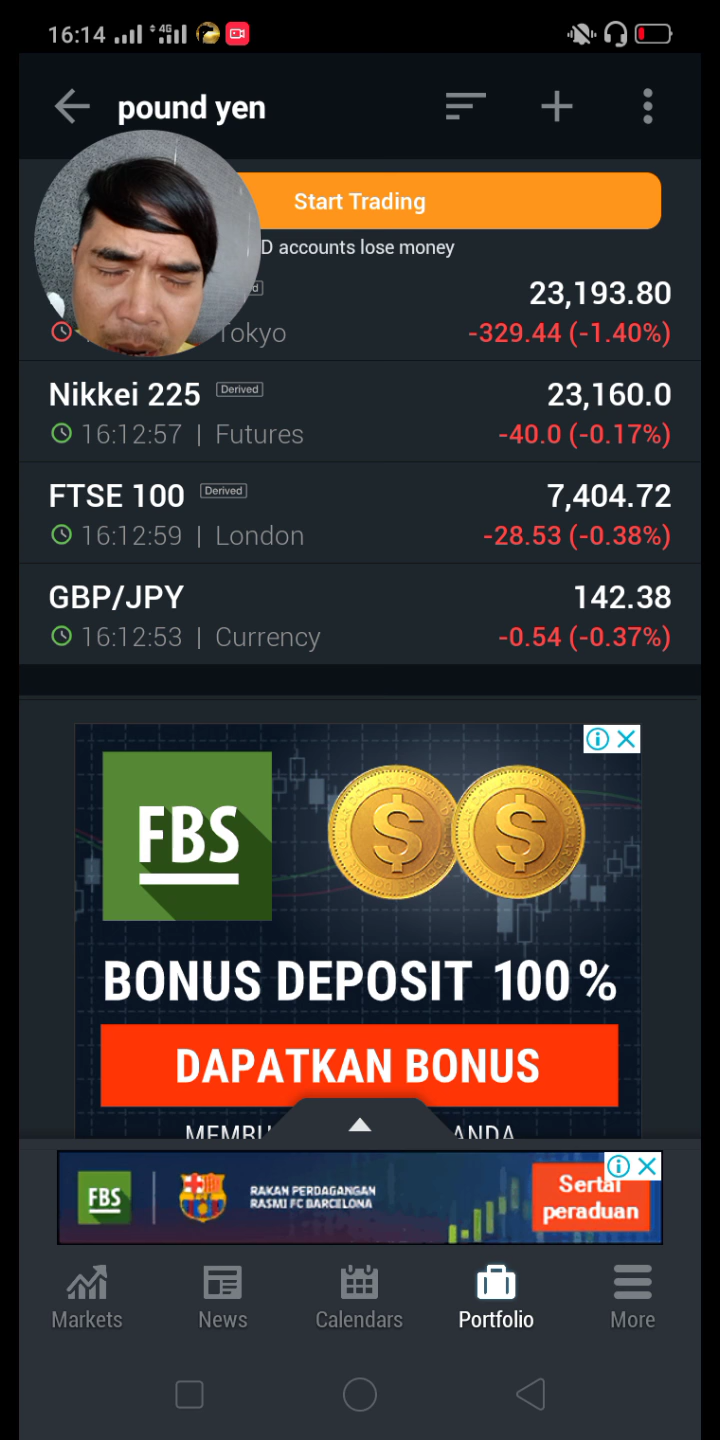 16:14
4G
pound yen
Start Trading
D accounts lose money
23,193.80
Tokyo -329.44 (-1.40%)
Nikkei 225 Derived 23,160.0
16:12:57 | Futures -40.0 (-0.17%)
FTSE 100 Derived 7,404.72
16:12:59 | London -28.53 (-0.38%)
GBP/JPY 142.38
16:12:53 | Currency -0.54 (-0.37%)
FBS
BONUS DEPOSIT 100%
DAPATKAN BONUS
ANDA
FBS
RAKAN PERDAGANGAN
RASMI FC BARCELONA
Sertai
peraduan
Markets News Calendars Portfolio More